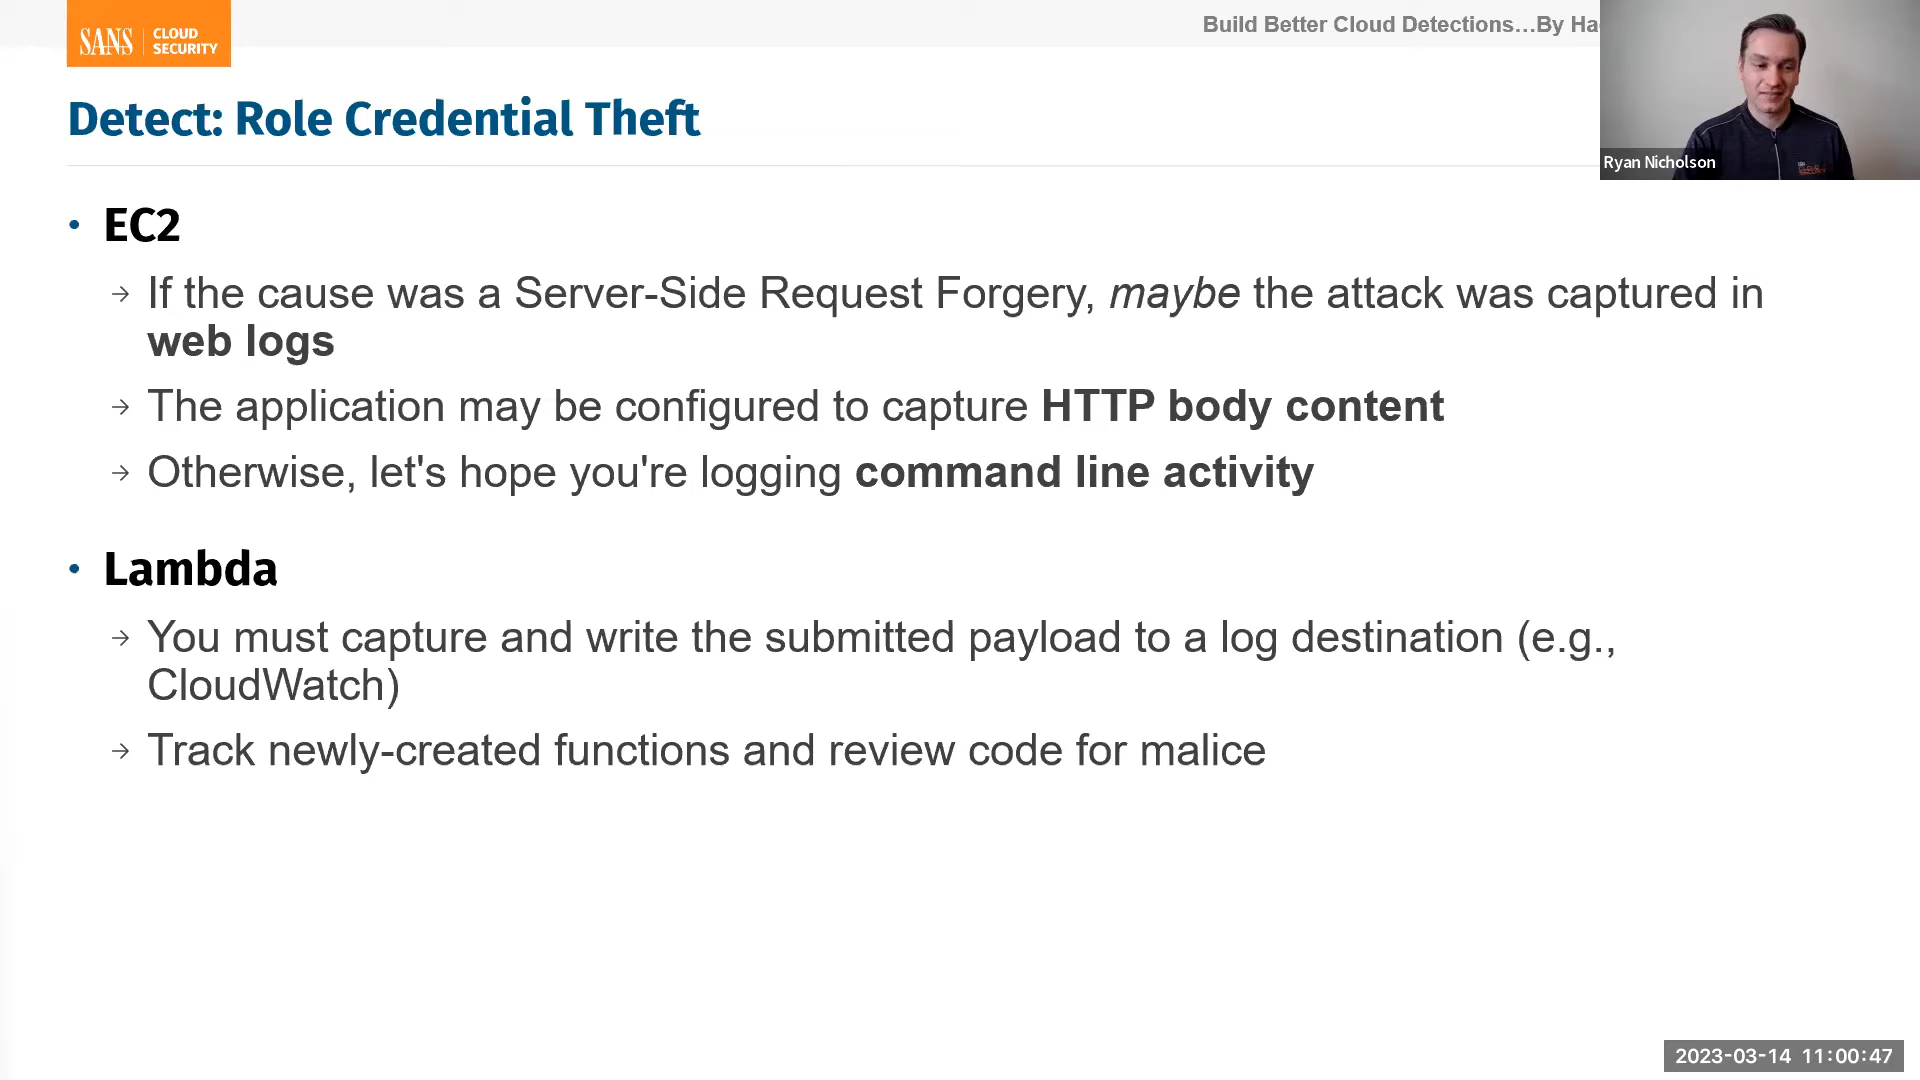 SANS
CLOUD
SECURITY
Build Better Cloud Detections…By Ha
Ryan Nicholson
Detect: Role Credential Theft
• EC2
→ If the cause was a Server-Side Request Forgery, maybe the attack was captured in
web logs
→ The application may be configured to capture HTTP body content
→ Otherwise, let's hope you're logging command line activity
• Lambda
→ You must capture and write the submitted payload to a log destination (e.g.,
CloudWatch)
→ Track newly-created functions and review code for malice
2023-03-14 11:00:47